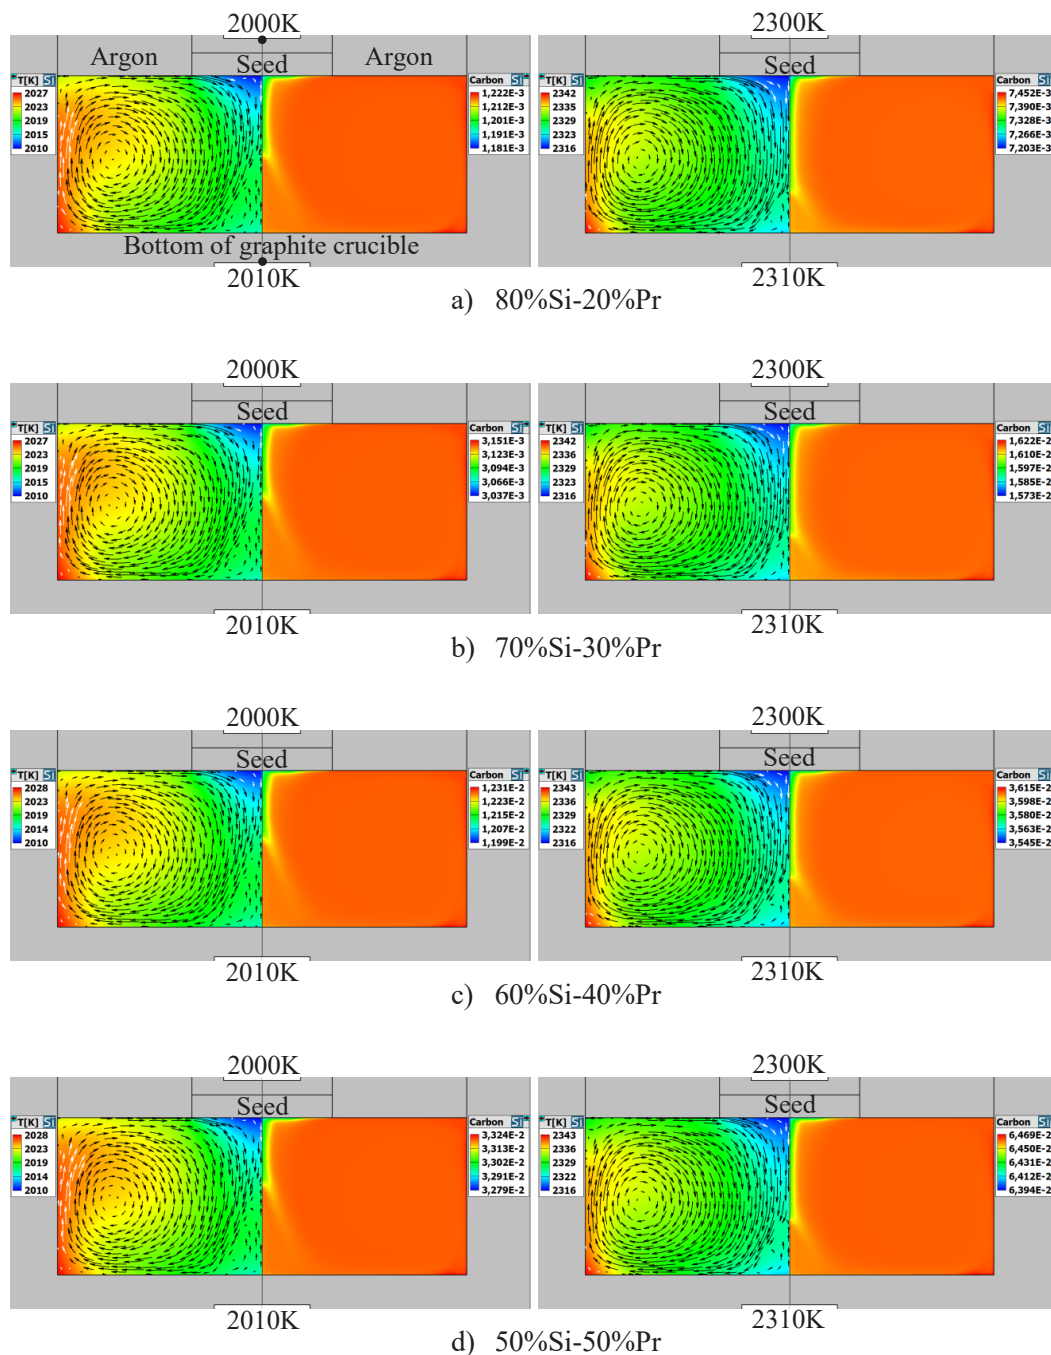 2000K
2300K
Argon
Seed
Argon
Seed
T[K] Si
2027
2023
2019
2015
2010
Carbon Si
1,222E-3
1,212E-3
1,201E-3
1,191E-3
1,181E-3
T[K] Si
2342
2335
2329
2323
2316
Carbon Si
7,452E-3
7,390E-3
7,328E-3
7,266E-3
7,203E-3
Bottom of graphite crucible
2010K
2310K
a) 80%Si-20%Pr
2000K
2300K
Seed
Seed
T[K] Si
2027
2023
2019
2015
2010
Carbon Si
3,151E-3
3,123E-3
3,094E-3
3,066E-3
3,037E-3
T[K] Si
2342
2336
2329
2323
2316
Carbon Si
1,622E-2
1,610E-2
1,597E-2
1,585E-2
1,573E-2
2010K
2310K
b) 70%Si-30%Pr
2000K
2300K
Seed
Seed
T[K] Si
2028
2023
2019
2014
2010
Carbon Si
1,231E-2
1,223E-2
1,215E-2
1,207E-2
1,199E-2
T[K] Si
2343
2336
2329
2322
2316
Carbon Si
3,615E-2
3,598E-2
3,580E-2
3,563E-2
3,545E-2
2010K
2310K
c) 60%Si-40%Pr
2000K
2300K
Seed
Seed
T[K] Si
2028
2023
2019
2014
2010
Carbon Si
3,324E-2
3,313E-2
3,302E-2
3,291E-2
3,279E-2
T[K] Si
2343
2336
2329
2322
2316
Carbon Si
6,469E-2
6,450E-2
6,431E-2
6,412E-2
6,394E-2
2010K
2310K
d) 50%Si-50%Pr